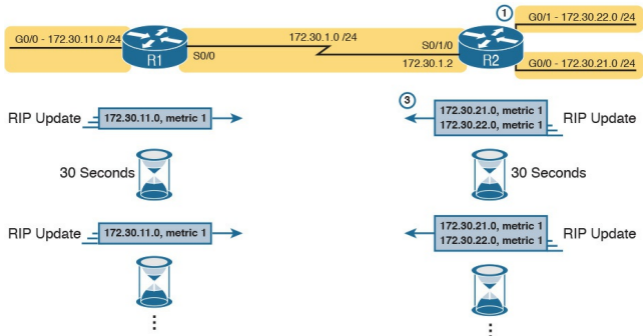 1
G0/1 - 172.30.22.0 /24
G0/0 - 172.30.11.0 /24
172.30.1.0 /24
R1
S0/0
S0/1/0
172.30.1.2
R2
G0/0 - 172.30.21.0 /24
3
RIP Update
172.30.11.0, metric 1
172.30.21.0, metric 1
172.30.22.0, metric 1
RIP Update
30 Seconds
30 Seconds
RIP Update
172.30.11.0, metric 1
172.30.21.0, metric 1
172.30.22.0, metric 1
RIP Update